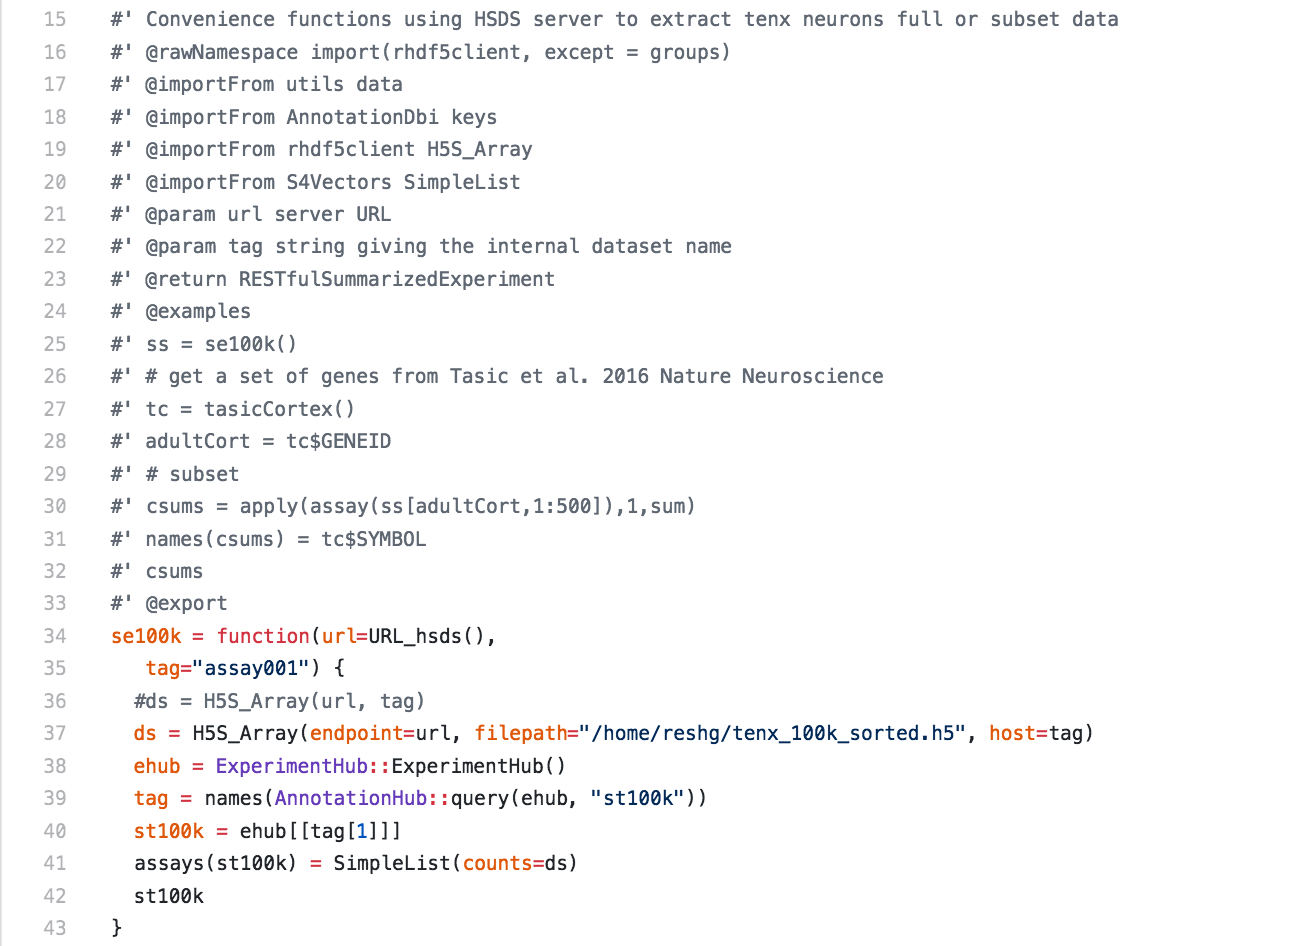 15 #' Convenience functions using HSDS server to extract tenx neurons full or subset data
16 #' @rawNamespace import(rhdf5client, except = groups)
17 #' @importFrom utils data
18 #' @importFrom AnnotationDbi keys
19 #' @importFrom rhdf5client H5S_Array
20 #' @importFrom S4Vectors SimpleList
21 #' @param url server URL
22 #' @param tag string giving the internal dataset name
23 #' @return RESTfulSummarizedExperiment
24 #' @examples
25 #' ss = se100k()
26 #' # get a set of genes from Tasic et al. 2016 Nature Neuroscience
27 #' tc = tasicCortex()
28 #' adultCort = tc$GENEID
29 #' # subset
30 #' csums = apply(assay(ss[adultCort,1:500]),1,sum)
31 #' names(csums) = tc$SYMBOL
32 #' csums
33 #' @export
34 se100k = function(url=URL_hsds(),
35    tag="assay001") {
36   #ds = H5S_Array(url, tag)
37   ds = H5S_Array(endpoint=url, filepath="/home/reshg/tenx_100k_sorted.h5", host=tag)
38   ehub = ExperimentHub::ExperimentHub()
39   tag = names(AnnotationHub::query(ehub, "st100k"))
40   st100k = ehub[[tag[1]]]
41   assays(st100k) = SimpleList(counts=ds)
42   st100k
43 }